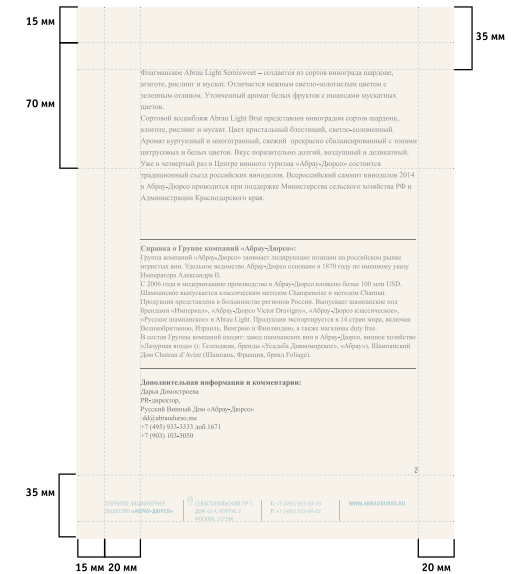 15 мм
35 мм
70 мм
Флагманское Abrau Light Semisweet – создается из сортов винограда шардоне,
алиготе, рислинг и мускат. Отличается нежным светло-золотистым цветом с
зеленным отливом. Утонченный аромат белых фруктов с нюансами мускатных
цветов.
Сортовой ассамбляж Abrau Light Brut представлен виноградом сортов шардоне,
алиготе, рислинг и мускат. Цвет кристальный блестящий, светло-соломенный.
Аромат куртуазный и многогранный, свежий прекрасно сбалансированный с тонами
цитрусовых и белых цветов. Вкус поразительно долгий, воздушный и деликатный.
Уже в четвертый раз в Центре винного туризма «Абрау-Дюрсо» состоится
традиционный съезд российских виноделов. Всероссийский саммит виноделов 2014
в Абрау-Дюрсо проводится при поддержке Министерства сельского хозяйства РФ и
Администрации Краснодарского края.
Справка о Группе компаний «Абрау-Дюрсо»:
Группа компаний «Абрау-Дюрсо» занимает лидирующие позиции на российском рынке
игристых вин. Удельное ведомство Абрау-Дюрсо основано в 1870 году по именному указу
Императора Александра II.
С 2006 года в модернизацию производства в Абрау-Дюрсо вложено более 100 млн USD.
Шампанское выпускается классическим методом Champenoise и методом Charmat.
Продукция представлена в большинстве регионов России. Выпускает шампанское под
брендами «Империал», «Абрау-Дюрсо Victor Dravigny», «Абрау-Дюрсо классическое»,
«Русское шампанское» и Abrau Light. Продукция экспортируется в 14 стран мира, включая
Великобританию, Израиль, Венгрию и Финляндию, а также магазины duty free.
В состав Группы компаний входят: завод шампанских вин в Абрау-Дюрсо, винное хозяйство
«Лазурная ягода» (г. Геленджик, бренды «Усадьба Дивноморское», «Абрау»), Шампанский
Дом Chateau d'Avize (Шампань, Франция, бренд Foliage).
Дополнительная информация и комментарии:
Дарья Домостроева
PR-директор,
Русский Винный Дом «Абрау-Дюрсо»
dd@abraudurso.me
+7 (495) 933-3333 доб.1671
+7 (903) 103-3050
2
35 мм
ОТКРЫТОЕ АКЦИОНЕРНОЕ
ОБЩЕСТВО «АБРАУ-ДЮРСО»
СЕВАСТОПОЛЬСКИЙ ПР-Т,
ДОМ 43 А, КОРПУС 2
МОСКВА, 117186
WWW.ABRAUDURSO.RU
15 мм 20 мм
20 мм